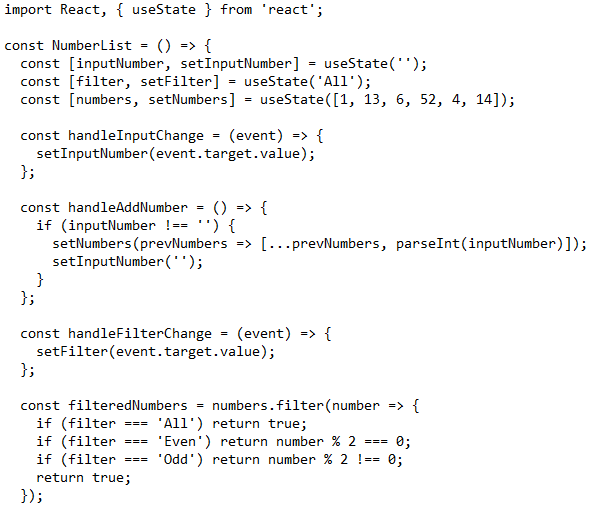 import React, { useState } from 'react';

const NumberList = () => {
  const [inputNumber, setInputNumber] = useState('');
  const [filter, setFilter] = useState('All');
  const [numbers, setNumbers] = useState([1, 13, 6, 52, 4, 14]);

  const handleInputChange = (event) => {
    setInputNumber(event.target.value);
  };

  const handleAddNumber = () => {
    if (inputNumber !== '') {
      setNumbers(prevNumbers => [...prevNumbers, parseInt(inputNumber)]);
      setInputNumber('');
    }
  };

  const handleFilterChange = (event) => {
    setFilter(event.target.value);
  };

  const filteredNumbers = numbers.filter(number => {
    if (filter === 'All') return true;
    if (filter === 'Even') return number % 2 === 0;
    if (filter === 'Odd') return number % 2 !== 0;
    return true;
  });